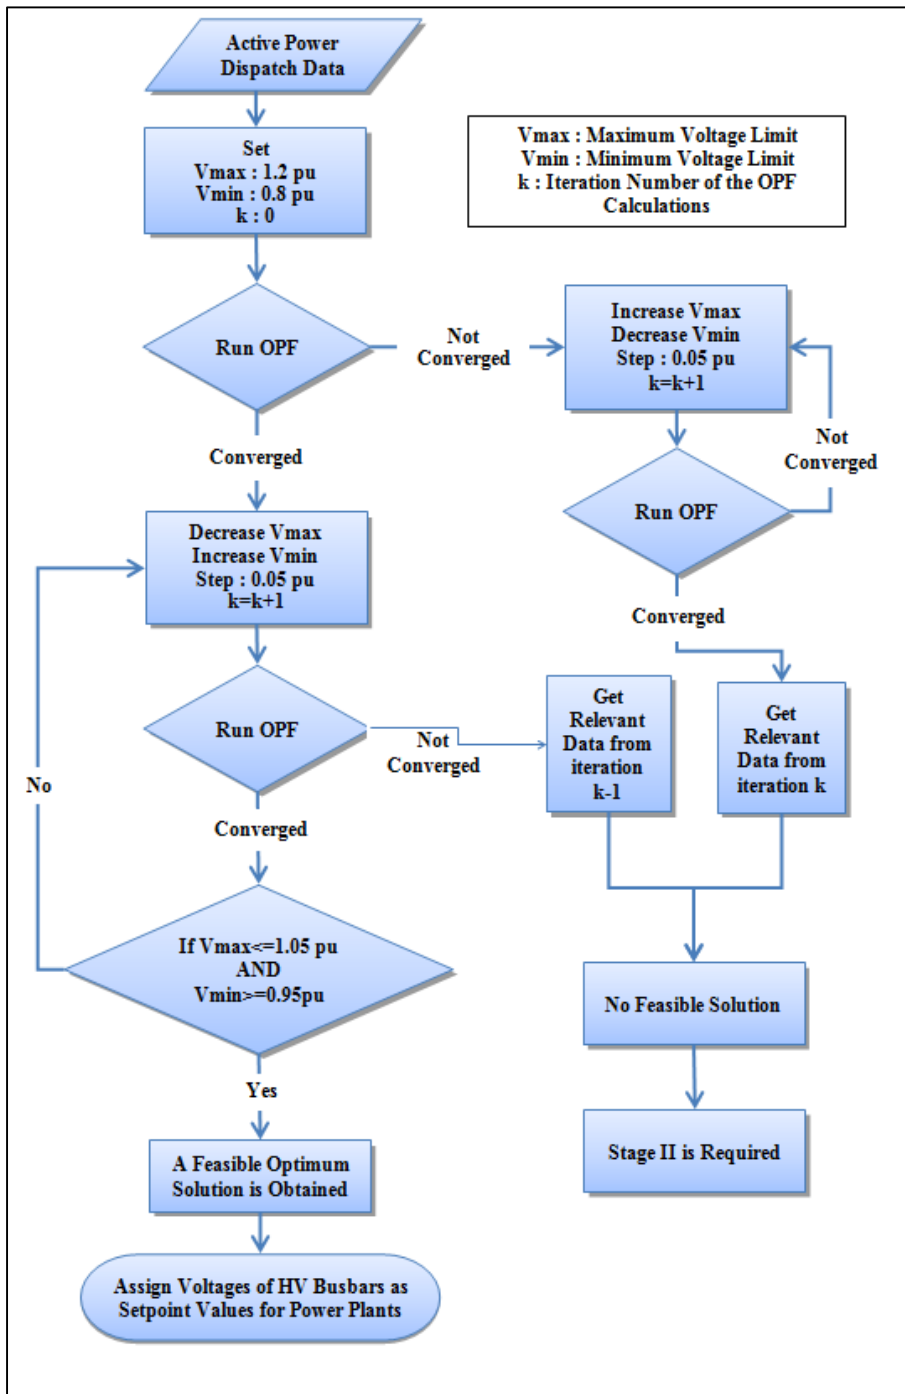 Active Power
Dispatch Data
Set
Vmax : 1.2 pu
Vmin : 0.8 pu
k : 0
Vmax : Maximum Voltage Limit
Vmin : Minimum Voltage Limit
k : Iteration Number of the OPF
Calculations
Run OPF
Not
Converged
Increase Vmax
Decrease Vmin
Step : 0.05 pu
k=k+1
Not
Converged
Run OPF
Converged
Converged
Decrease Vmax
Increase Vmin
Step : 0.05 pu
k=k+1
Run OPF
Not
Converged
Get
Relevant
Data from
iteration
k-1
Get
Relevant
Data from
iteration k
No
Converged
If Vmax<=1.05 pu
AND
Vmin>=0.95pu
No Feasible Solution
Stage II is Required
Yes
A Feasible Optimum
Solution is Obtained
Assign Voltages of HV Busbars as
Setpoint Values for Power Plants